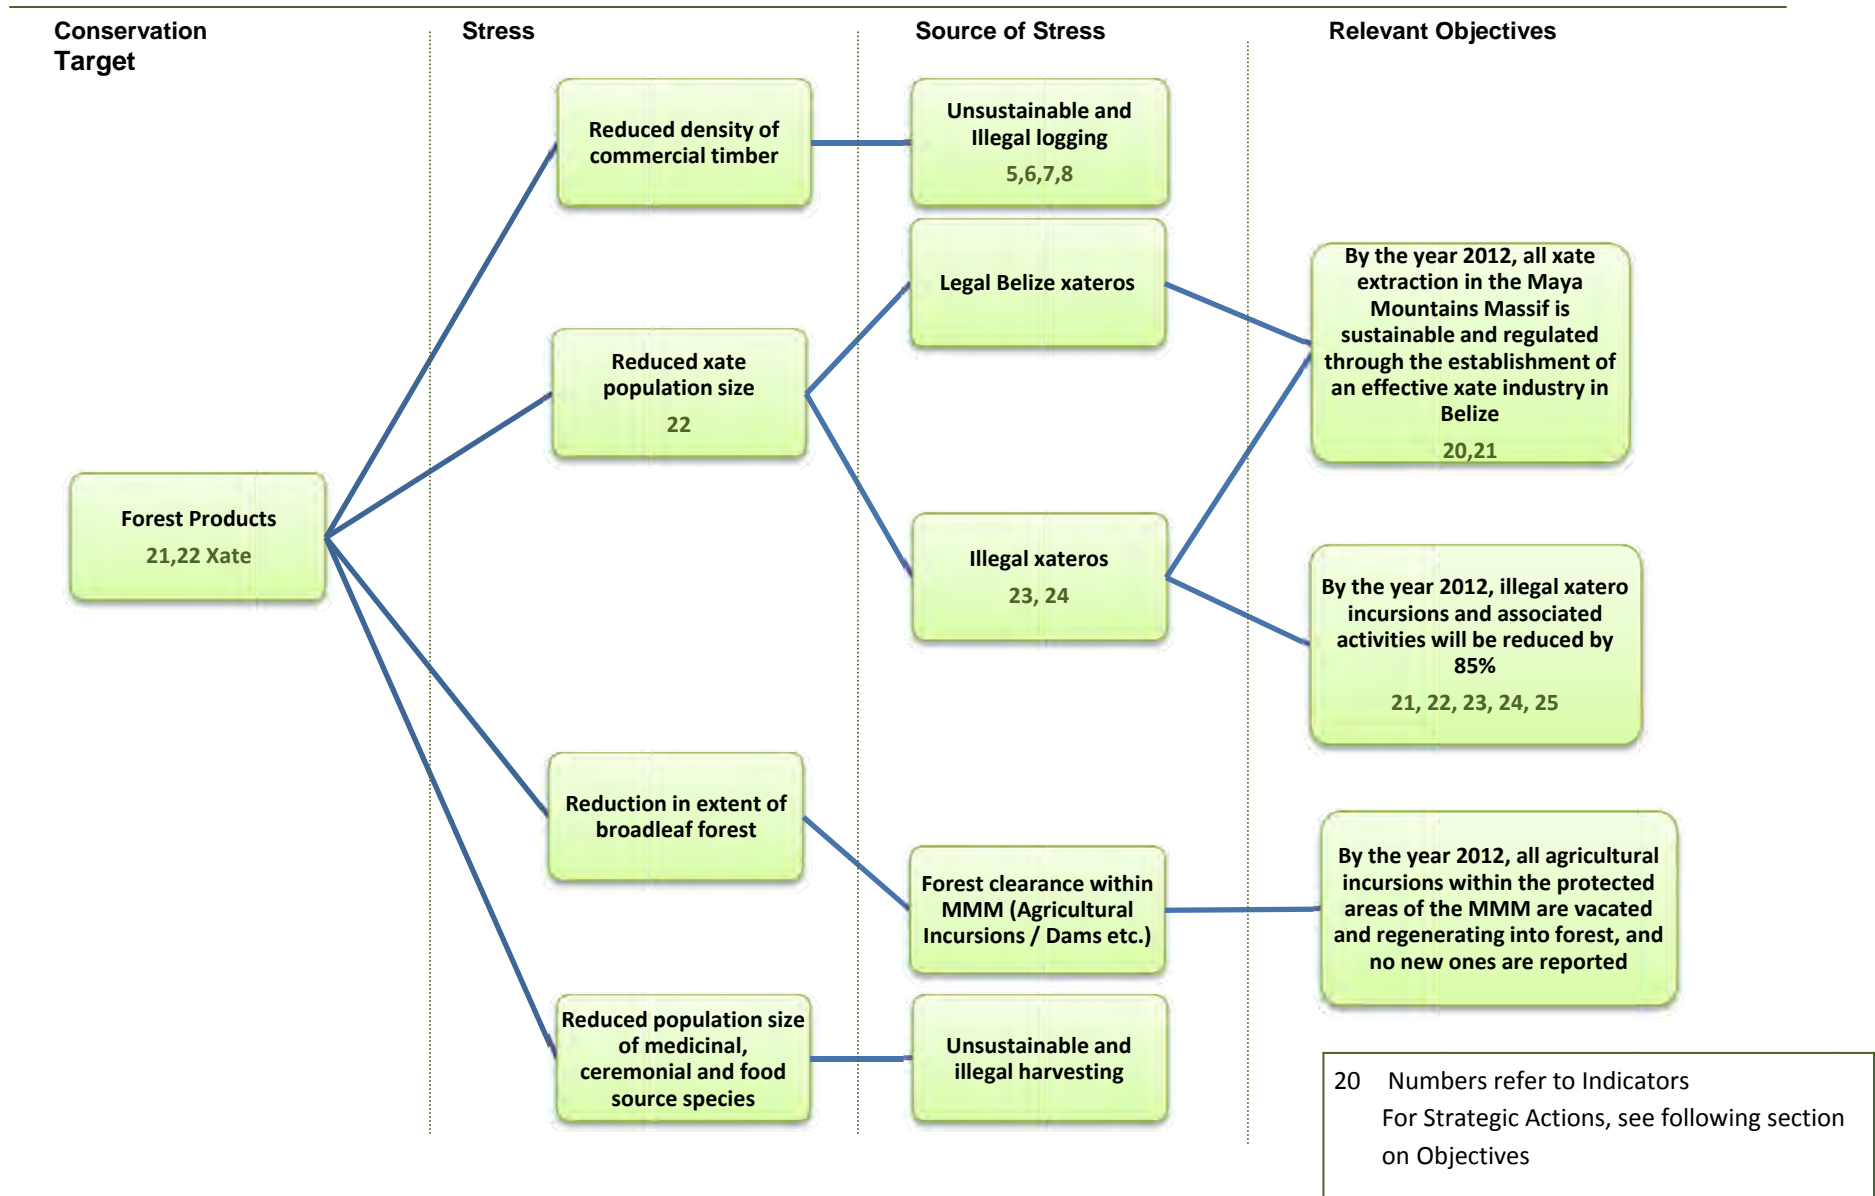 Conservation
Target
Stress
Source of Stress
Relevant Objectives
Reduced density of
commercial timber
Unsustainable and
Illegal logging
5,6,7,8
Legal Belize xateros
By the year 2012, all xate
extraction in the Maya
Mountains Massif is
sustainable and regulated
through the establishment of
an effective xate industry in
Belize
20,21
Reduced xate
population size
22
Forest Products
21,22 Xate
Illegal xateros
23, 24
By the year 2012, illegal xatero
incursions and associated
activities will be reduced by
85%
21, 22, 23, 24, 25
Reduction in extent of
broadleaf forest
Forest clearance within
MMM (Agricultural
Incursions / Dams etc.)
By the year 2012, all agricultural
incursions within the protected
areas of the MMM are vacated
and regenerating into forest, and
no new ones are reported
Reduced population size
of medicinal,
ceremonial and food
source species
Unsustainable and
illegal harvesting
20 Numbers refer to Indicators
For Strategic Actions, see following section
on Objectives